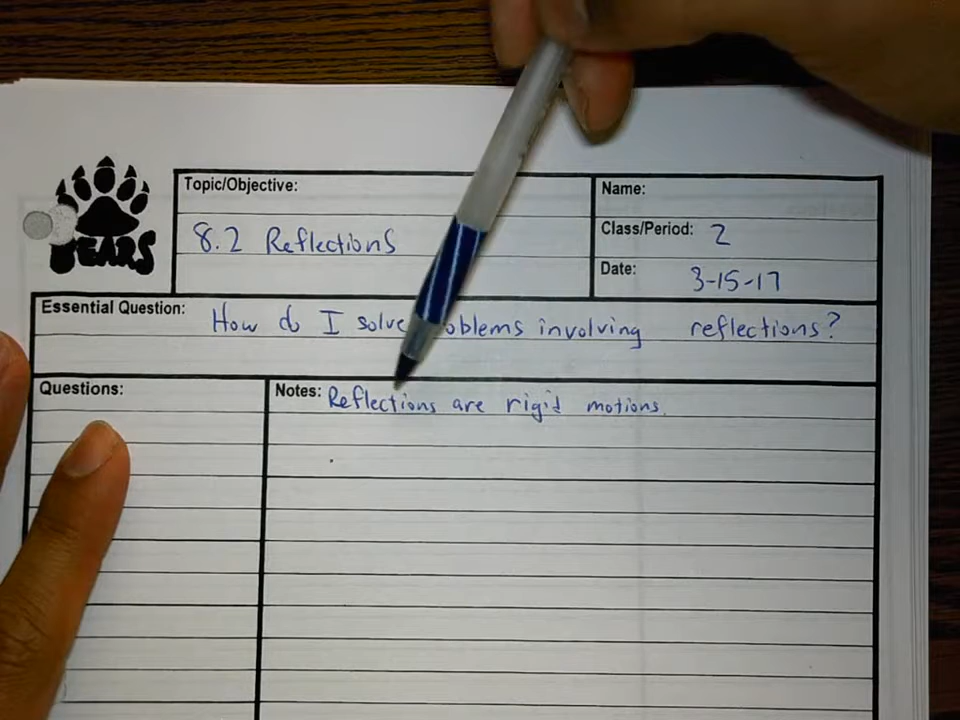 Topic/Objective:
8.2 Reflections
Name:
Class/Period: 2
Date: 3-15-17
BEARS
Essential Question: How do I solve oblems involving reflections?
Questions:
Notes: Reflections are rigid motions.